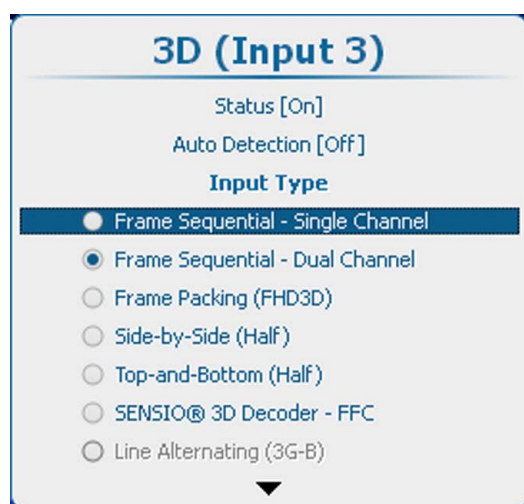 3D (Input 3)
Status [On]
Auto Detection [Off]
Input Type
Frame Sequential - Single Channel
Frame Sequential - Dual Channel
Frame Packing (FHD3D)
Side-by-Side (Half)
Top-and-Bottom (Half)
SENSIO® 3D Decoder - FFC
Line Alternating (3G-B)